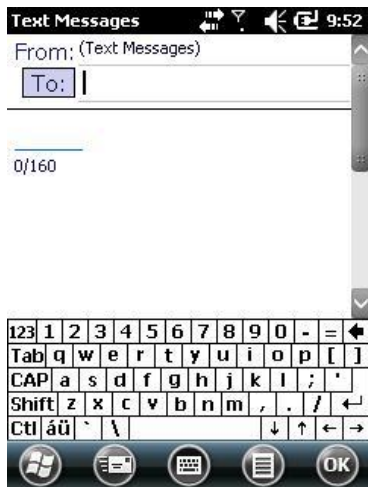 Text Messages 9:52
From: (Text Messages)
To:
0/160
123 1 2 3 4 5 6 7 8 9 0 - =
Tab q w e r t y u i o p [ ]
CAP a s d f g h j k l ; '
Shift z x c v b n m , . / ↵
Ctl áü ` \ ↓ ↑ ← →
OK